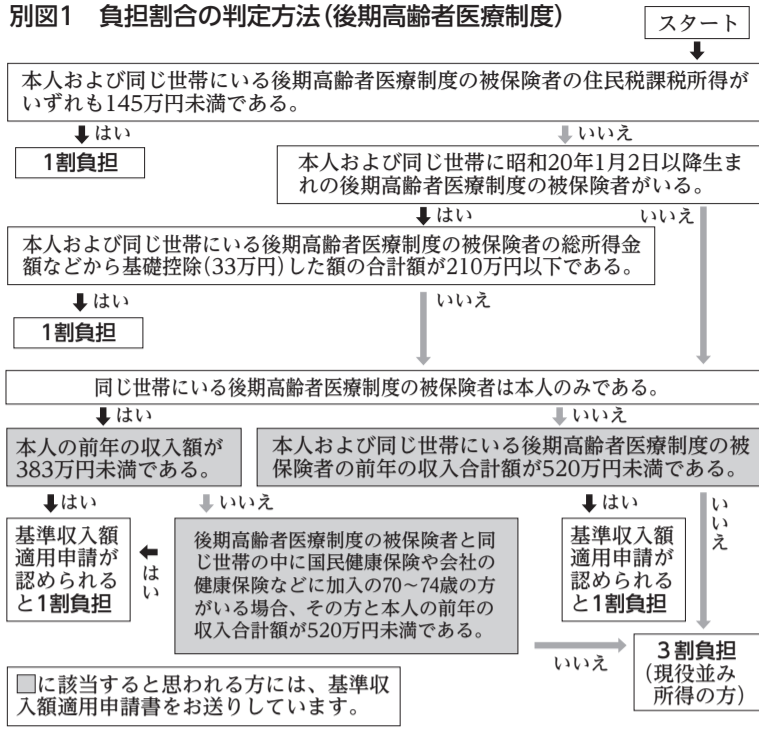 別図1　負担割合の判定方法(後期高齢者医療制度)
スタート
本人および同じ世帯にいる後期高齢者医療制度の被保険者の住民税課税所得が
いずれも145万円未満である。
はい
いいえ
1割負担
本人および同じ世帯に昭和20年1月2日以降生ま
れの後期高齢者医療制度の被保険者がいる。
はい
いいえ
本人および同じ世帯にいる後期高齢者医療制度の被保険者の総所得金
額などから基礎控除(33万円)した額の合計額が210万円以下である。
はい
いいえ
1割負担
同じ世帯にいる後期高齢者医療制度の被保険者は本人のみである。
はい
いいえ
本人の前年の収入額が
383万円未満である。
本人および同じ世帯にいる後期高齢者医療制度の被
保険者の前年の収入合計額が520万円未満である。
はい
いいえ
はい
いいえ
基準収入額
適用申請が
認められる
と1割負担
はい
後期高齢者医療制度の被保険者と同
じ世帯の中に国民健康保険や会社の
健康保険などに加入の70～74歳の方
がいる場合、その方と本人の前年の
収入合計額が520万円未満である。
基準収入額
適用申請が
認められる
と1割負担
いいえ
3割負担
(現役並み
所得の方)
■に該当すると思われる方には、基準収
入額適用申請書をお送りしています。